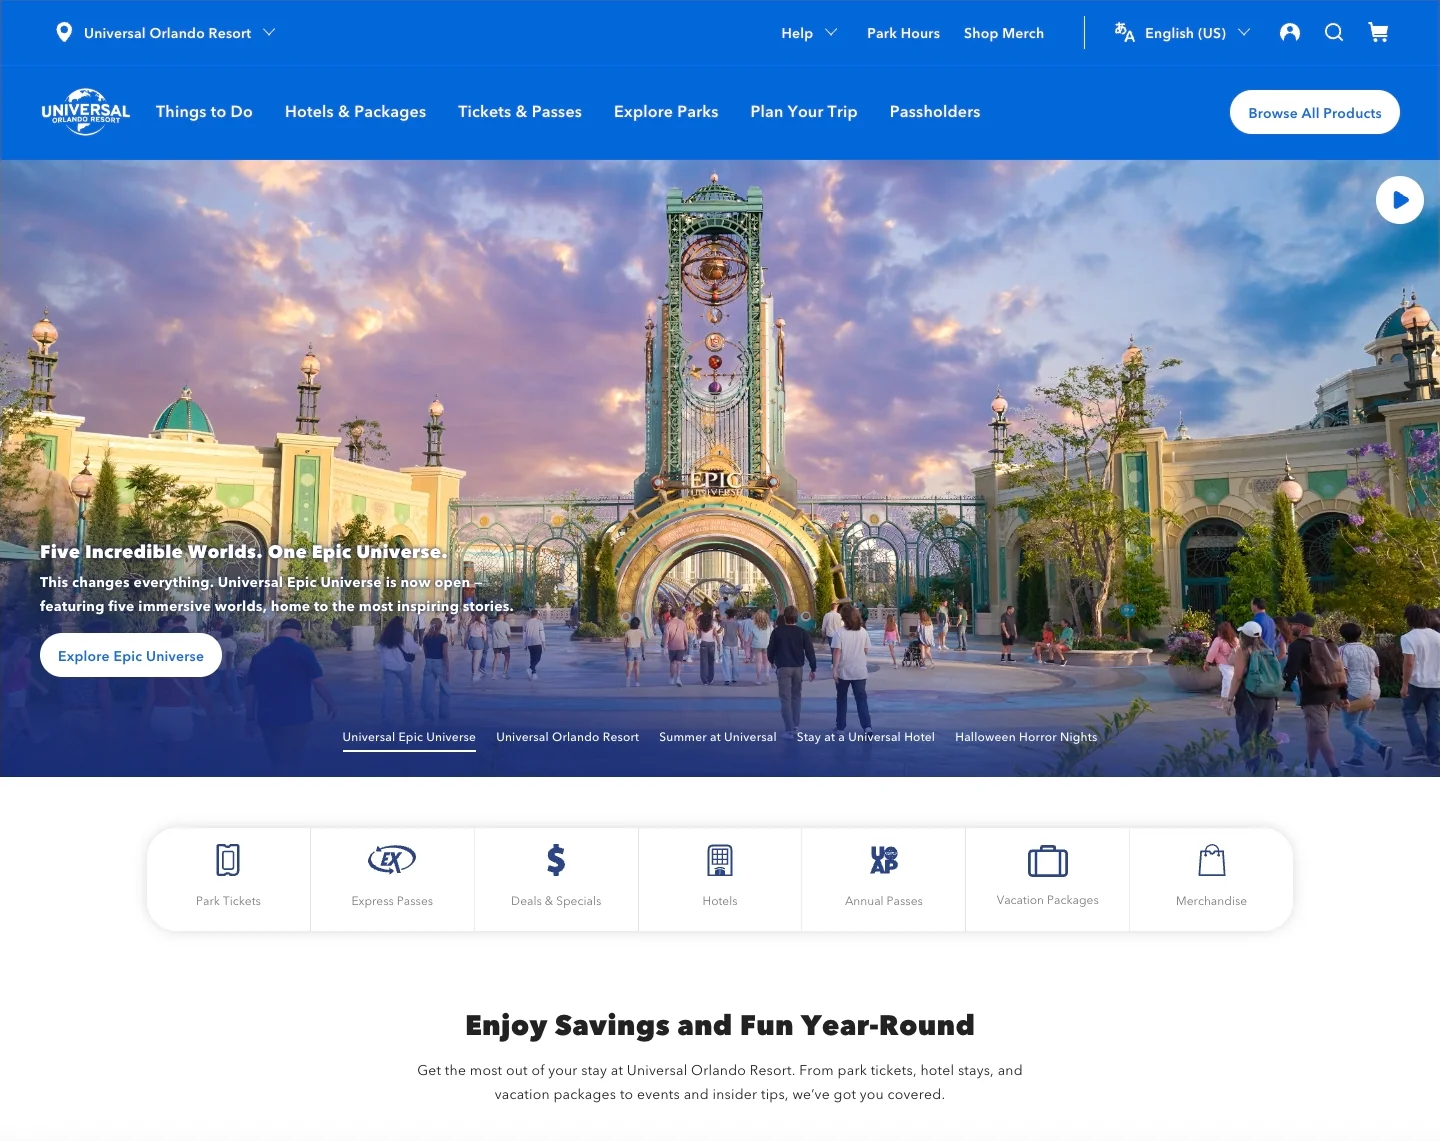 Universal Orlando Resort
Help
Park Hours
Shop Merch
English (US)
UNIVERSAL
ORLANDO RESORT
Things to Do
Hotels & Packages
Tickets & Passes
Explore Parks
Plan Your Trip
Passholders
Browse All Products
EPIC
UNIVERSE
Five Incredible Worlds. One Epic Universe.
This changes everything. Universal Epic Universe is now open –
featuring five immersive worlds, home to the most inspiring stories.
Explore Epic Universe
Universal Epic Universe
Universal Orlando Resort
Summer at Universal
Stay at a Universal Hotel
Halloween Horror Nights
EX
$
UOAP
Park Tickets
Express Passes
Deals & Specials
Hotels
Annual Passes
Vacation Packages
Merchandise
Enjoy Savings and Fun Year-Round
Get the most out of your stay at Universal Orlando Resort. From park tickets, hotel stays, and
vacation packages to events and insider tips, we’ve got you covered.